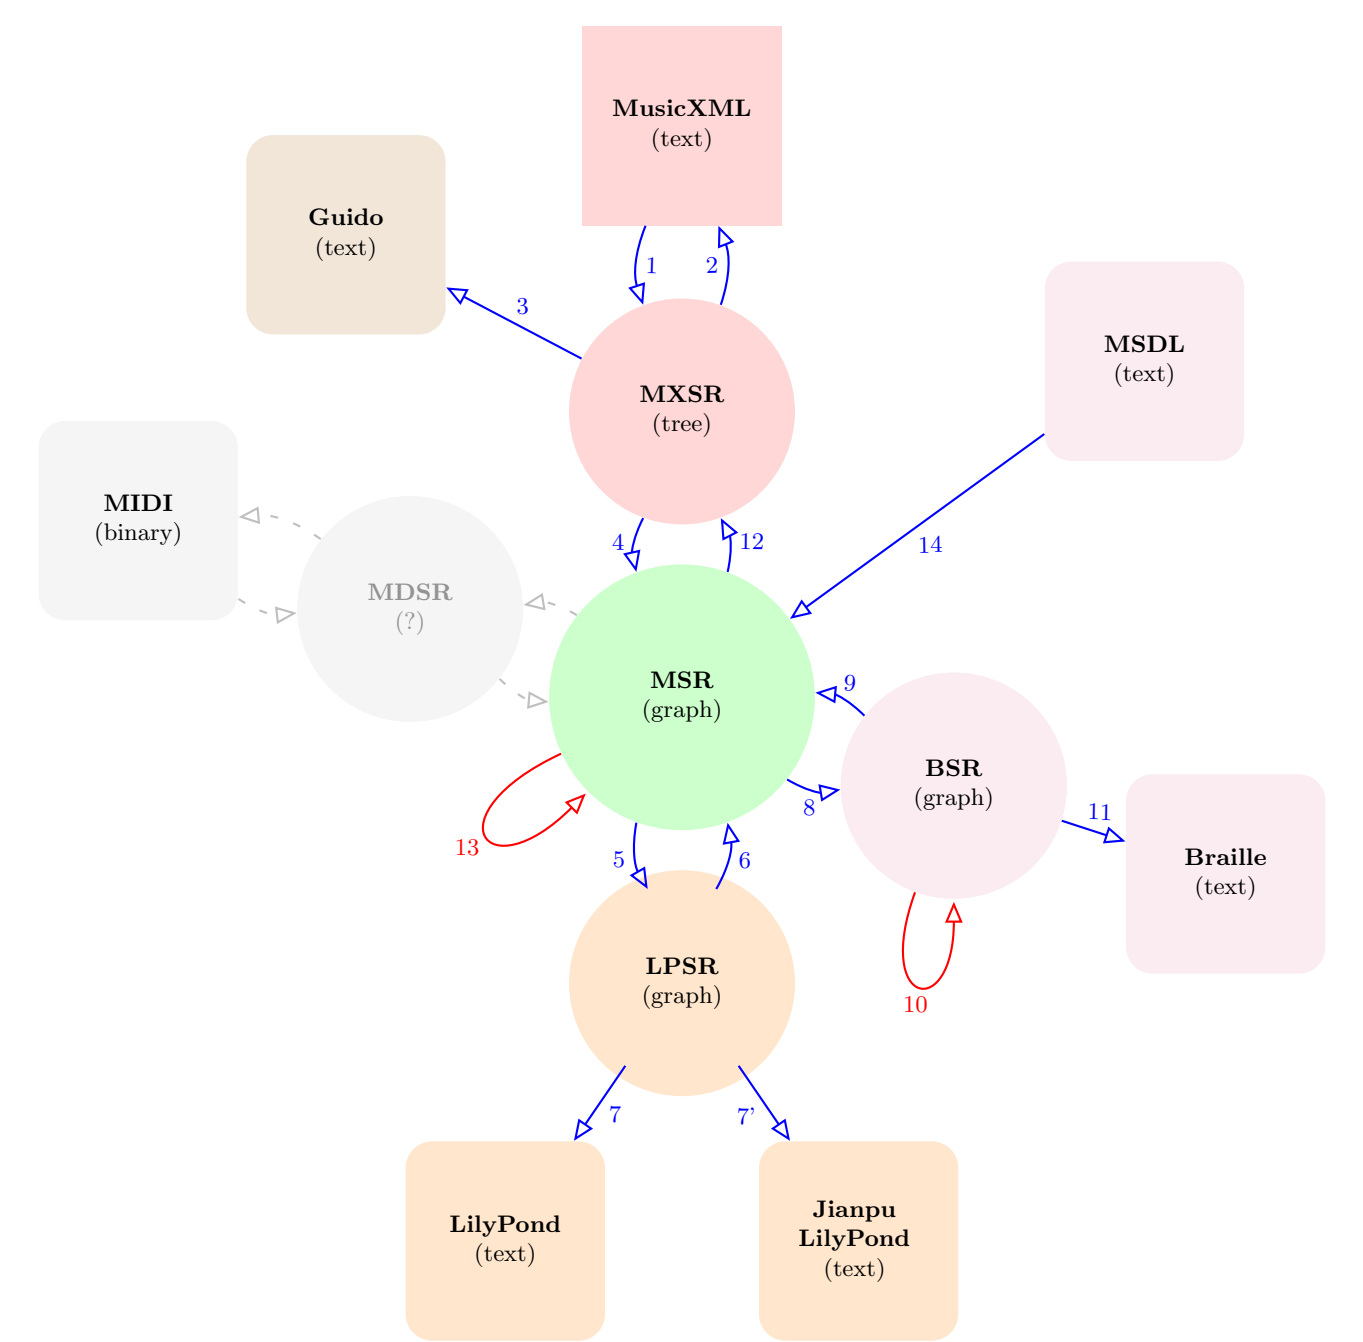 MusicXML
(text)
Guido
(text)
1
2
3
MSDL
(text)
MXSR
(tree)
MIDI
(binary)
4
12
14
MDSR
(?)
MSR
(graph)
9
BSR
(graph)
8
11
13
5
6
Braille
(text)
LPSR
(graph)
10
7
7'
LilyPond
(text)
Jianpu
LilyPond
(text)